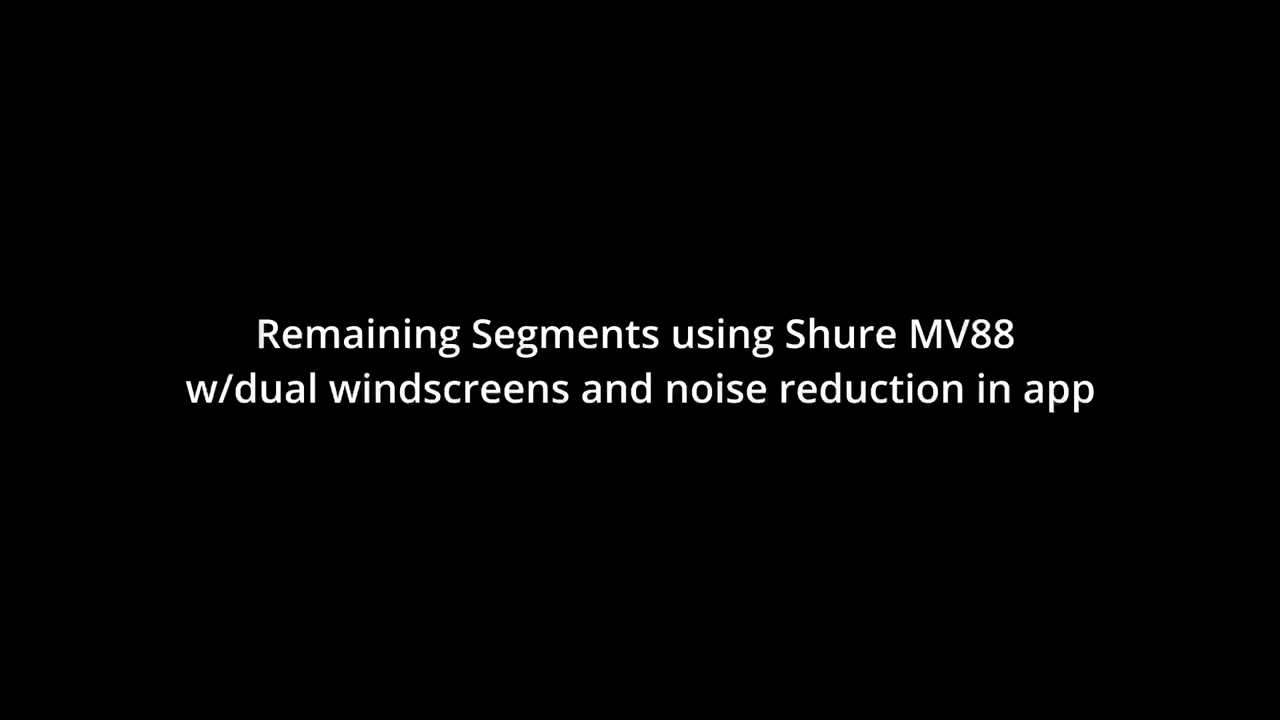 Remaining Segments using Shure MV88
w/dual windscreens and noise reduction in app